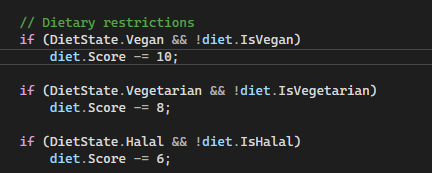 // Dietary restrictions
if (DietState.Vegan && !diet.IsVegan)
    diet.Score -= 10;
if (DietState.Vegetarian && !diet.IsVegetarian)
    diet.Score -= 8;
if (DietState.Halal && !diet.IsHalal)
    diet.Score -= 6;